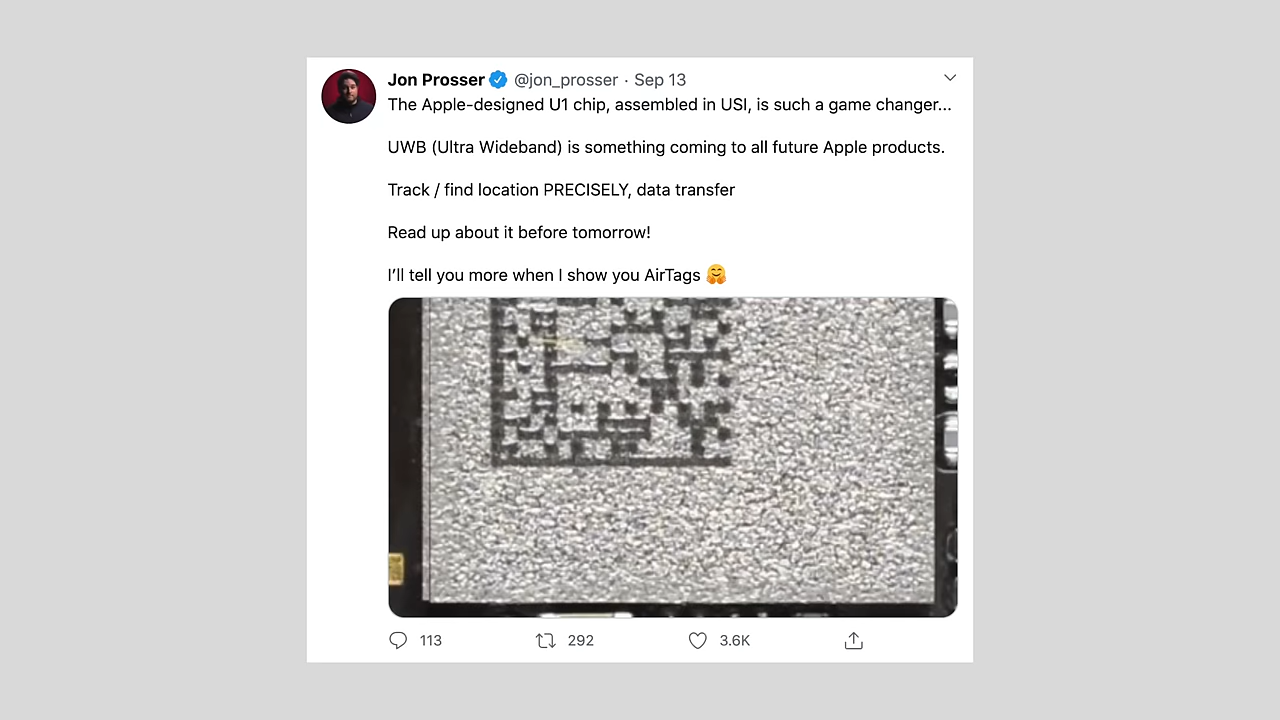 Jon Prosser @jon_prosser · Sep 13
The Apple-designed U1 chip, assembled in USI, is such a game changer...
UWB (Ultra Wideband) is something coming to all future Apple products.
Track / find location PRECISELY, data transfer
Read up about it before tomorrow!
I’ll tell you more when I show you AirTags 🤗
113 292 3.6K